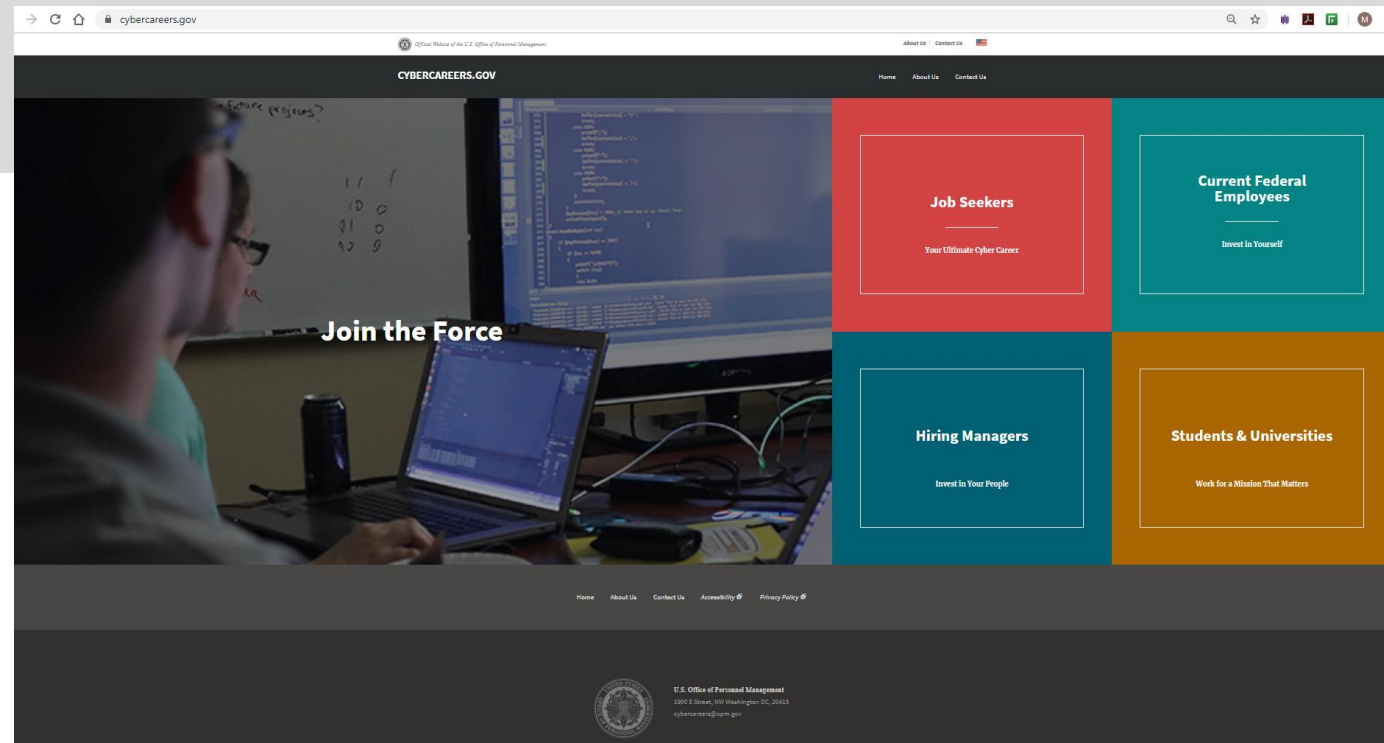 cybercareers.gov
M
Official Website of the U.S. Office of Personnel Management
About Us Contact Us
CYBERCAREERS.GOV
Home About Us Contact Us
future projects?
Join the Force
Job Seekers
Your Ultimate Cyber Career
Current Federal
Employees
Invest in Yourself
Hiring Managers
Invest in Your People
Students & Universities
Work for a Mission That Matters
Home About Us Contact Us Accessibility Privacy Policy
U.S. Office of Personnel Management
1900 E Street, NW Washington DC, 20415
cybercareers@opm.gov